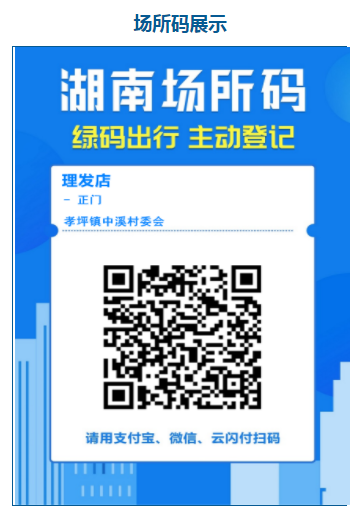 场所码展示
湖南场所码
绿码出行 主动登记
理发店
- 正门
孝坪镇中溪村委会
请用支付宝、微信、云闪付扫码